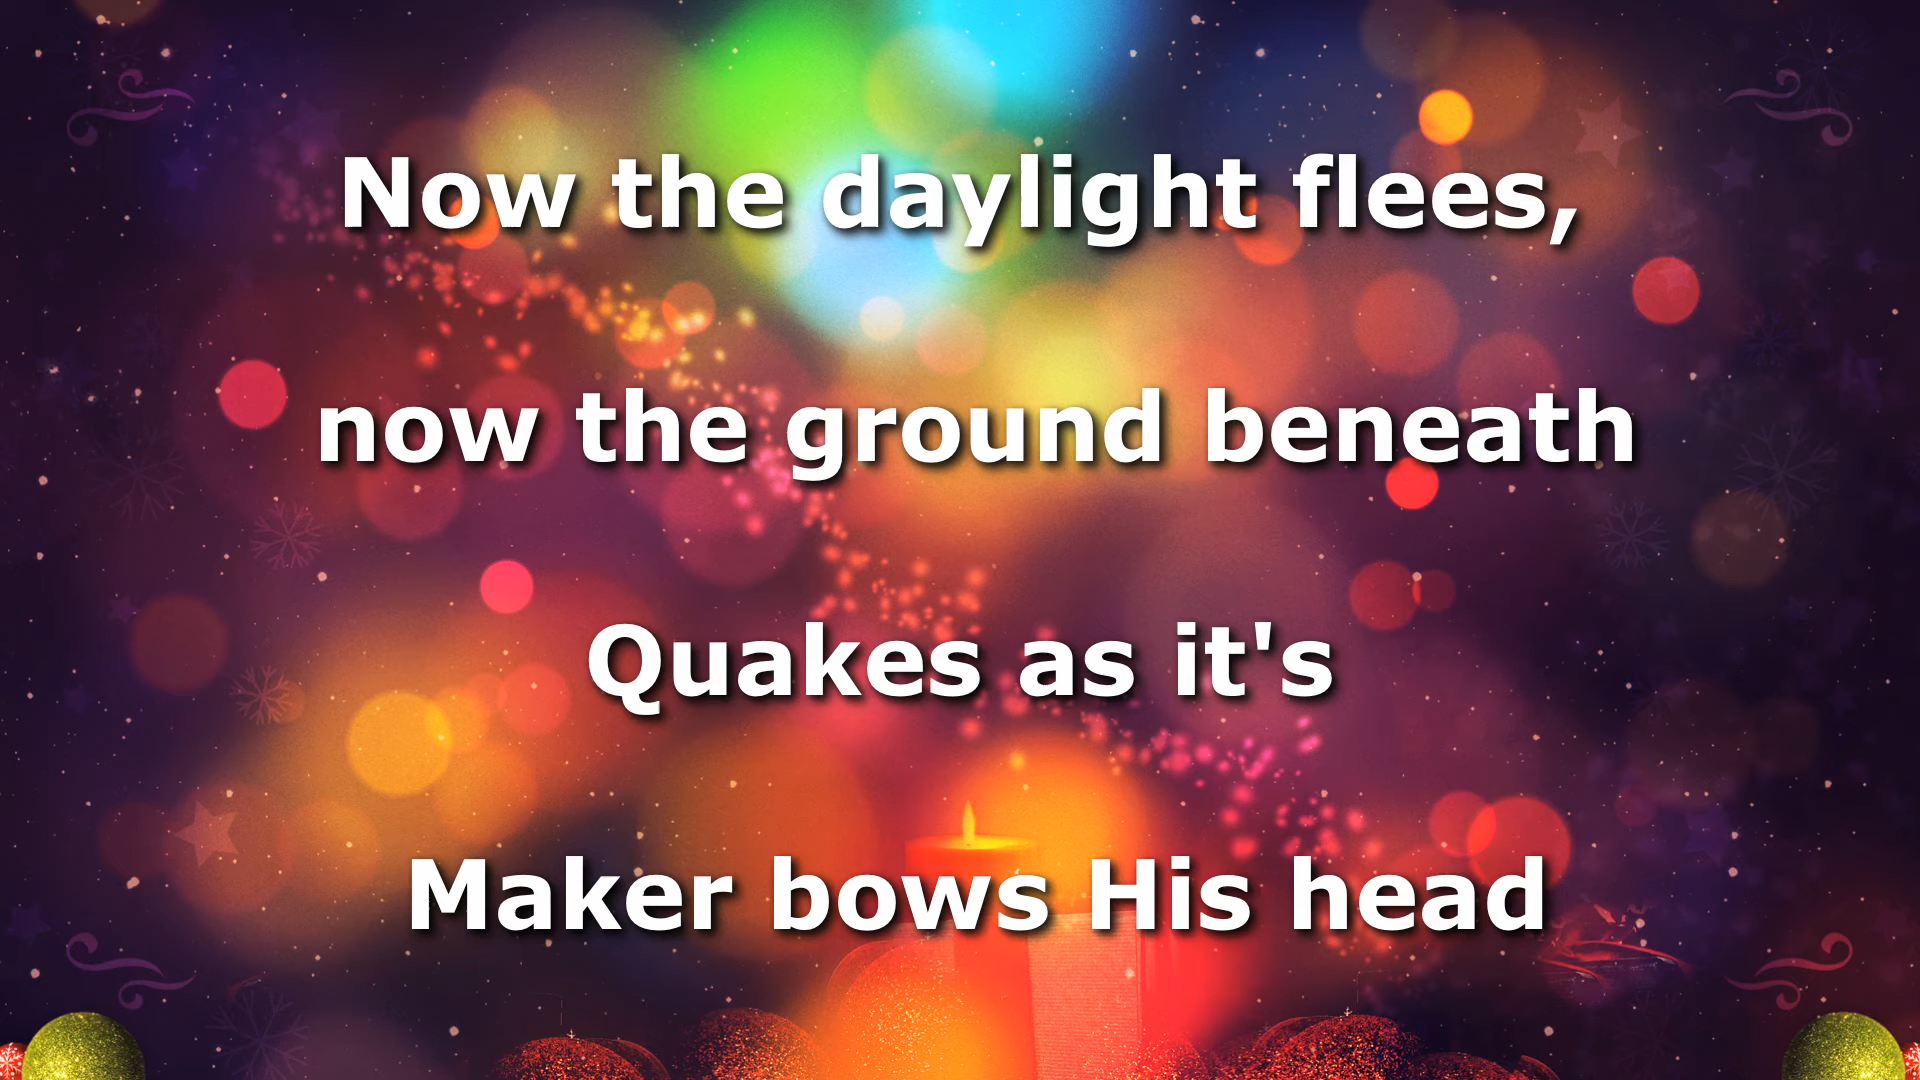 Now the daylight flees,
now the ground beneath
Quakes as it's
Maker bows His head